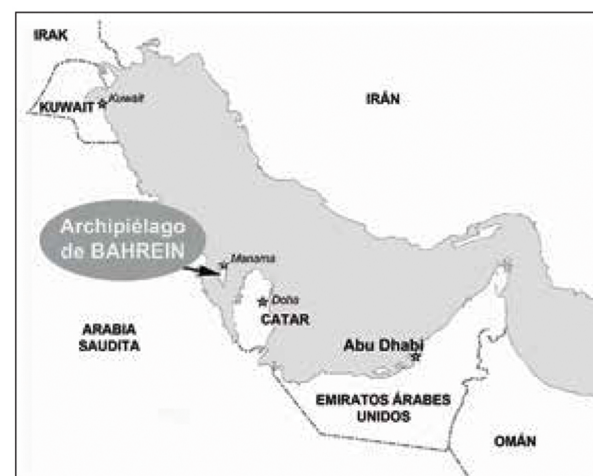 IRAK
KUWAIT
Kuwait
IRÁN
Archipiélago
de BAHREIN
Manama
Doha
CATAR
ARABIA
SAUDITA
Abu Dhabi
EMIRATOS ÁRABES
UNIDOS
OMÁN